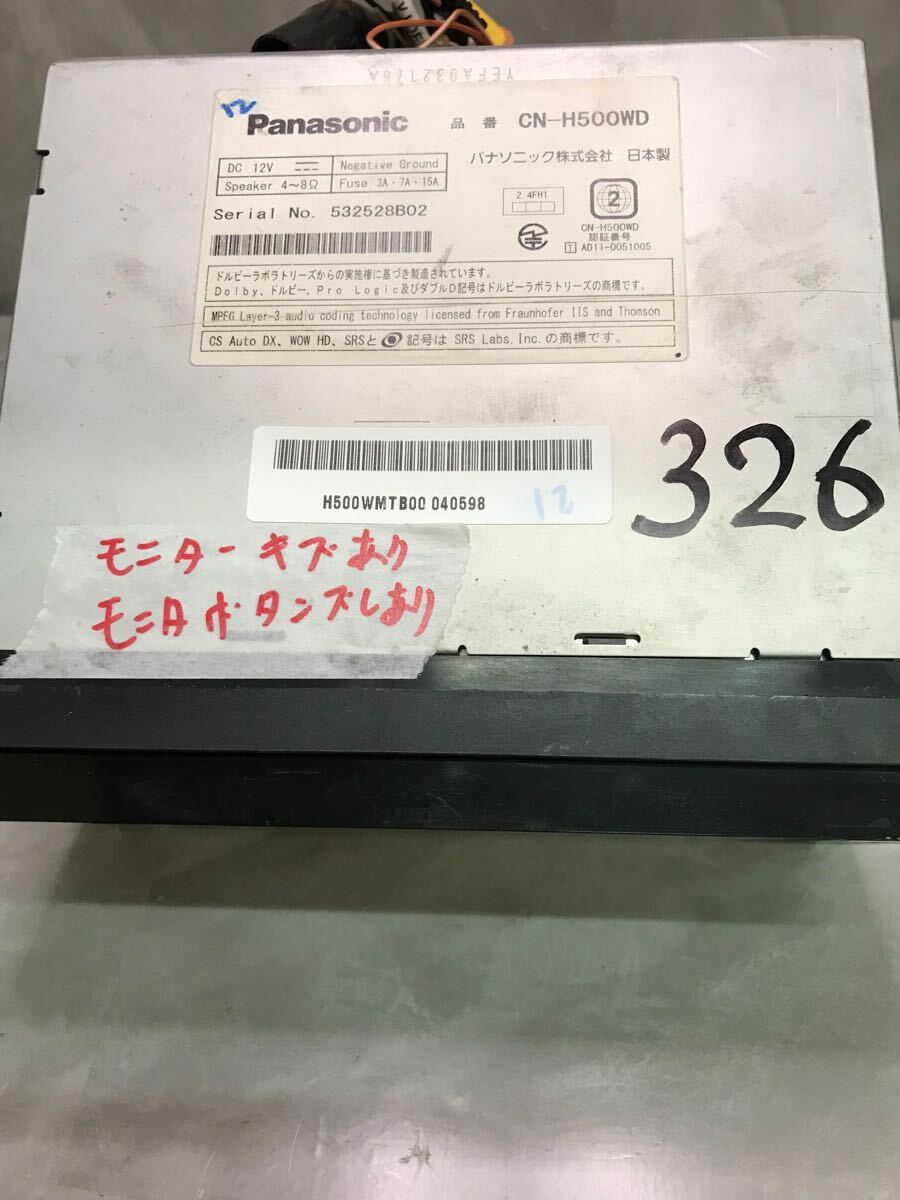 YEFA032176A
12
Panasonic 品番 CN-H500WD
パナソニック株式会社 日本製
DC 12V Negative Ground
Speaker 4~8Ω Fuse 3A・7A・15A
Serial No. 532528B02
2.4FH1
2
CN-H500WD
認証番号
T AD11-0051005
ドルビーラボラトリーズからの実施権に基づき製造されています。
Dolby、ドルビー、Pro Logic及びダブルD記号はドルビーラボラトリーズの商標です。
MPEG Layer-3 audio coding technology licensed from Fraunhofer IIS and Thomson.
CS Auto DX、WOW HD、SRSと 記号は SRS Labs,Inc.の商標です。
326
H500WMTB00 040598
12
モニター キズあり
モニタ ボタンズレあり